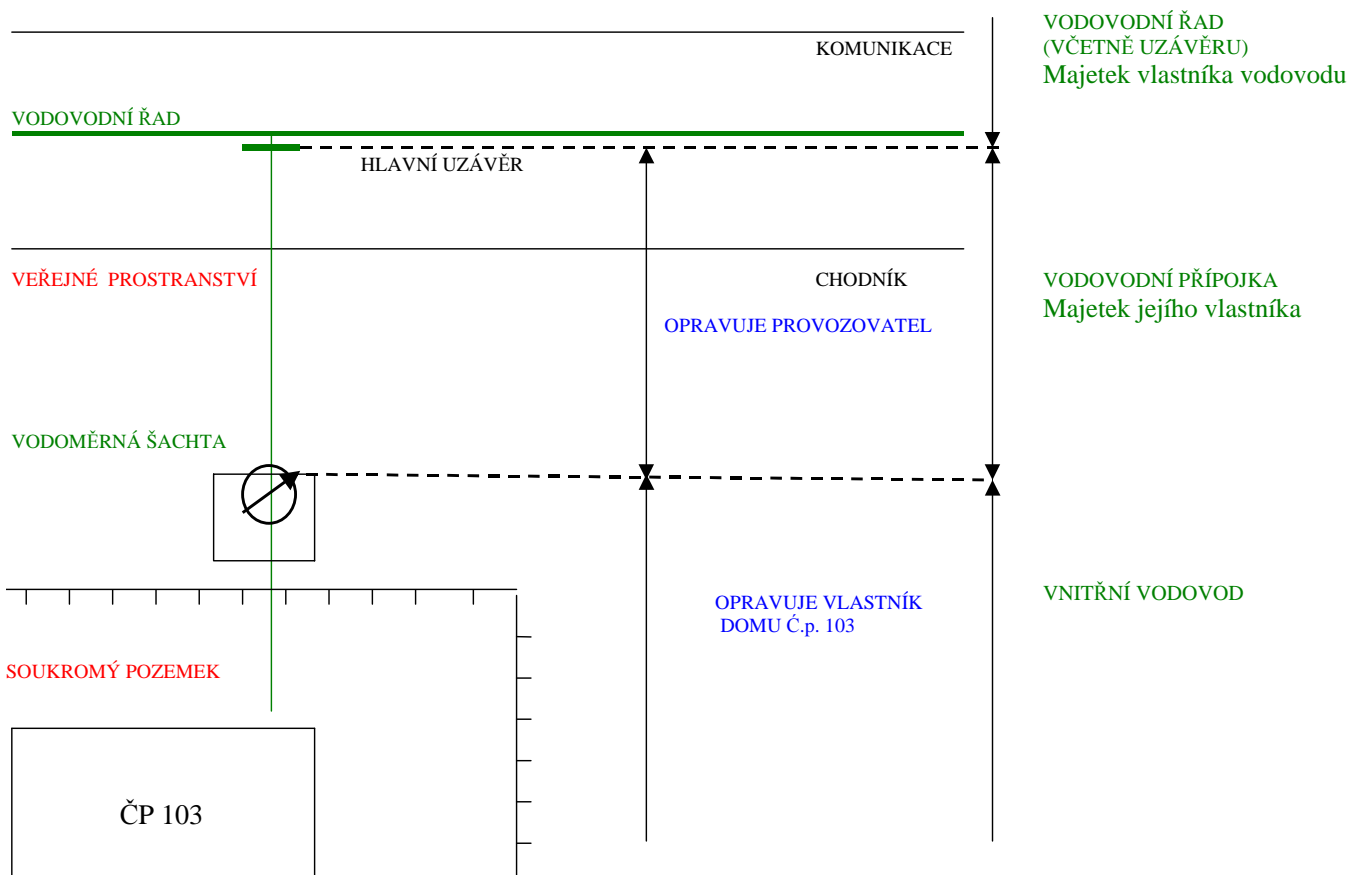 KOMUNIKACE
VODOVODNÍ ŘAD
(VČETNĚ UZÁVĚRU)
Majetek vlastníka vodovodu
VODOVODNÍ ŘAD
HLAVNÍ UZÁVĚR
VEŘEJNÉ PROSTRANSTVÍ
CHODNÍK
VODOVODNÍ PŘÍPOJKA
Majetek jejího vlastníka
OPRAVUJE PROVOZOVATEL
VODOMĚRNÁ ŠACHTA
OPRAVUJE VLASTNÍK
DOMU Ć.p. 103
VNITŘNÍ VODOVOD
SOUKROMÝ POZEMEK
ČP 103